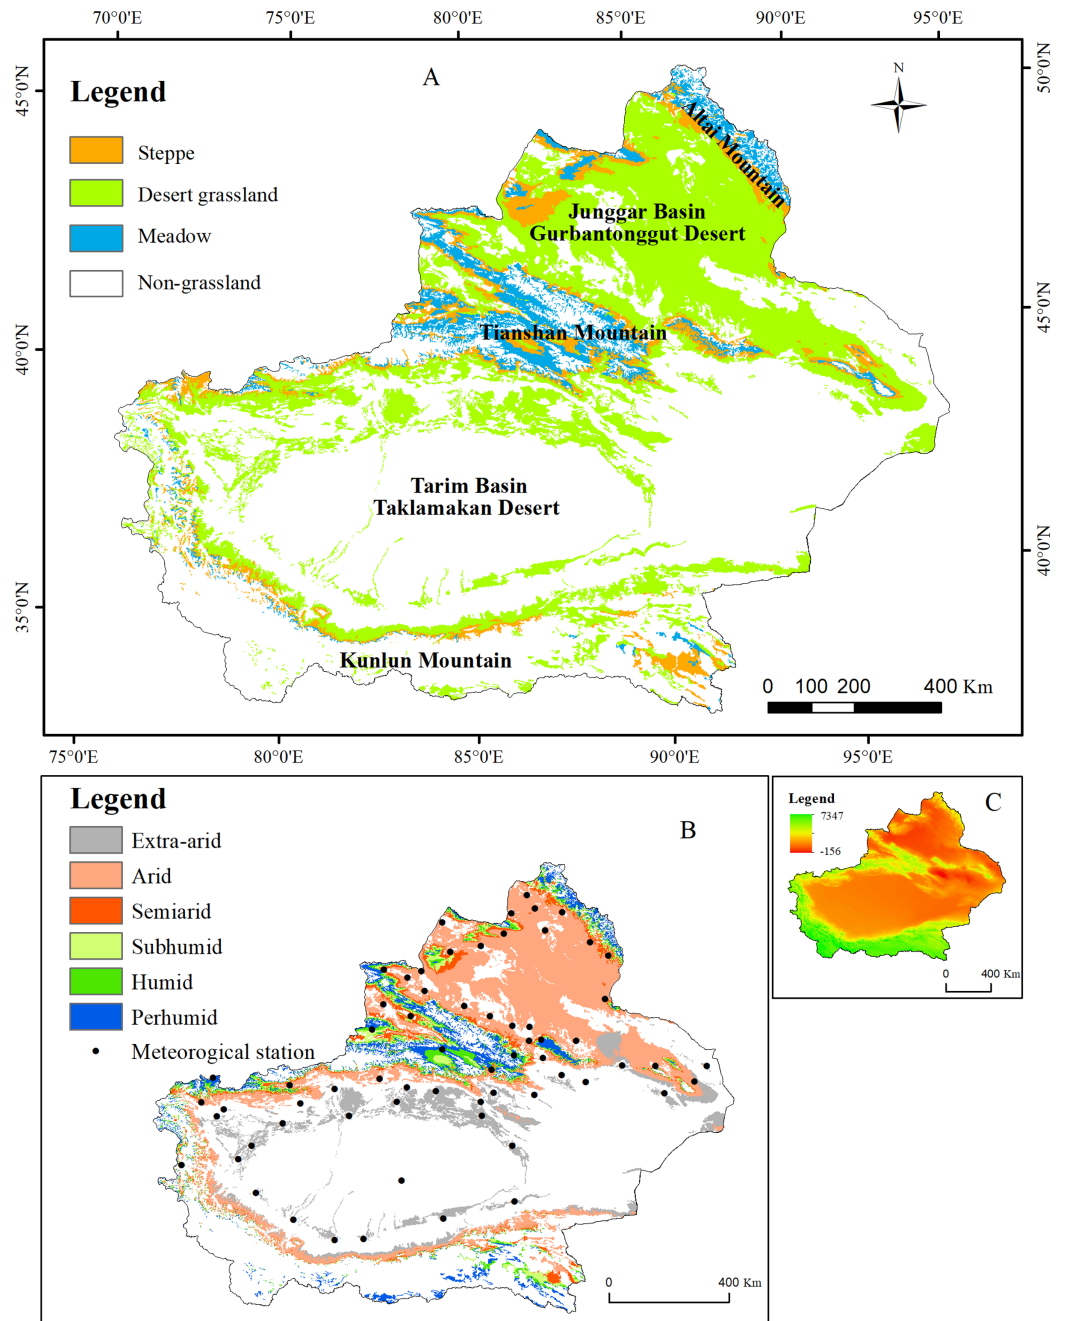 70°0'E 75°0'E 80°0'E 85°0'E 90°0'E 95°0'E
A
N
Legend
Steppe
Desert grassland
Meadow
Non-grassland
45°0'N
40°0'N
35°0'N
50°0'N
45°0'N
40°0'N
Altai Mountain
Junggar Basin
Gurbantonggut Desert
Tianshan Mountain
Tarim Basin
Taklamakan Desert
Kunlun Mountain
0 100 200 400 Km
75°0'E 80°0'E 85°0'E 90°0'E 95°0'E
B
Legend
Extra-arid
Arid
Semiarid
Subhumid
Humid
Perhumid
Meteorogical station
0 400 Km
C
Legend
7347
-156
0 400 Km